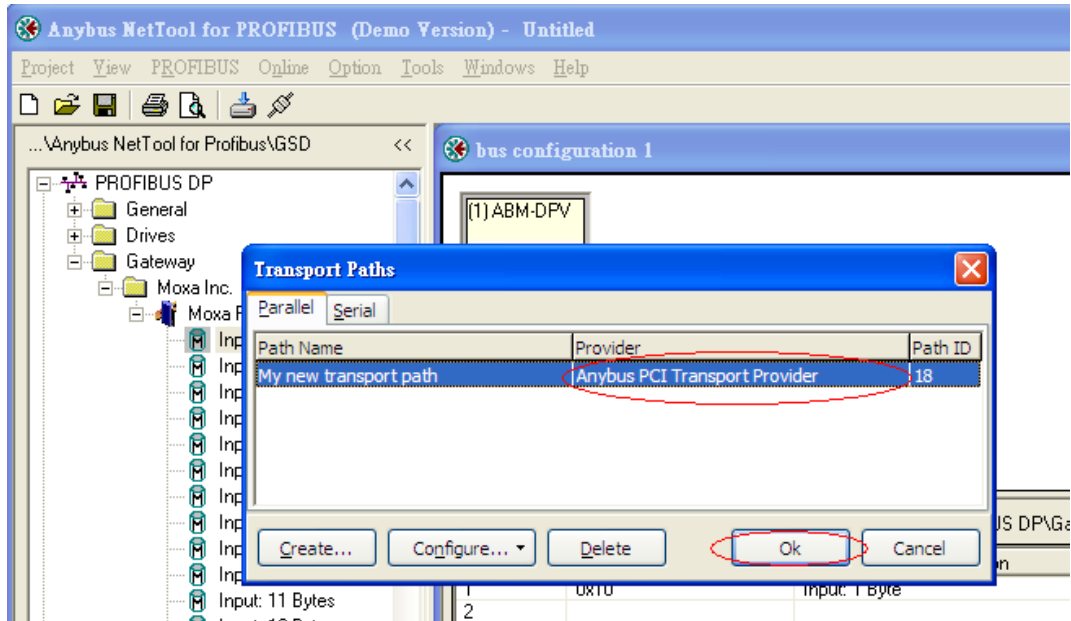 Anybus NetTool for PROFIBUS (Demo Version) - Untitled
Project View PROFIBUS Online Option Tools Windows Help
...\Anybus NetTool for Profibus\GSD <<
PROFIBUS DP
General
Drives
Gateway
Moxa Inc.
Moxa
Input: 11 Bytes
bus configuration 1
(1) ABM-DPV
Transport Paths
Parallel Serial
Path Name Provider Path ID
My new transport path Anybus PCI Transport Provider 18
Create... Configure... Delete Ok Cancel
1 0x10 Input: 1 Byte
2